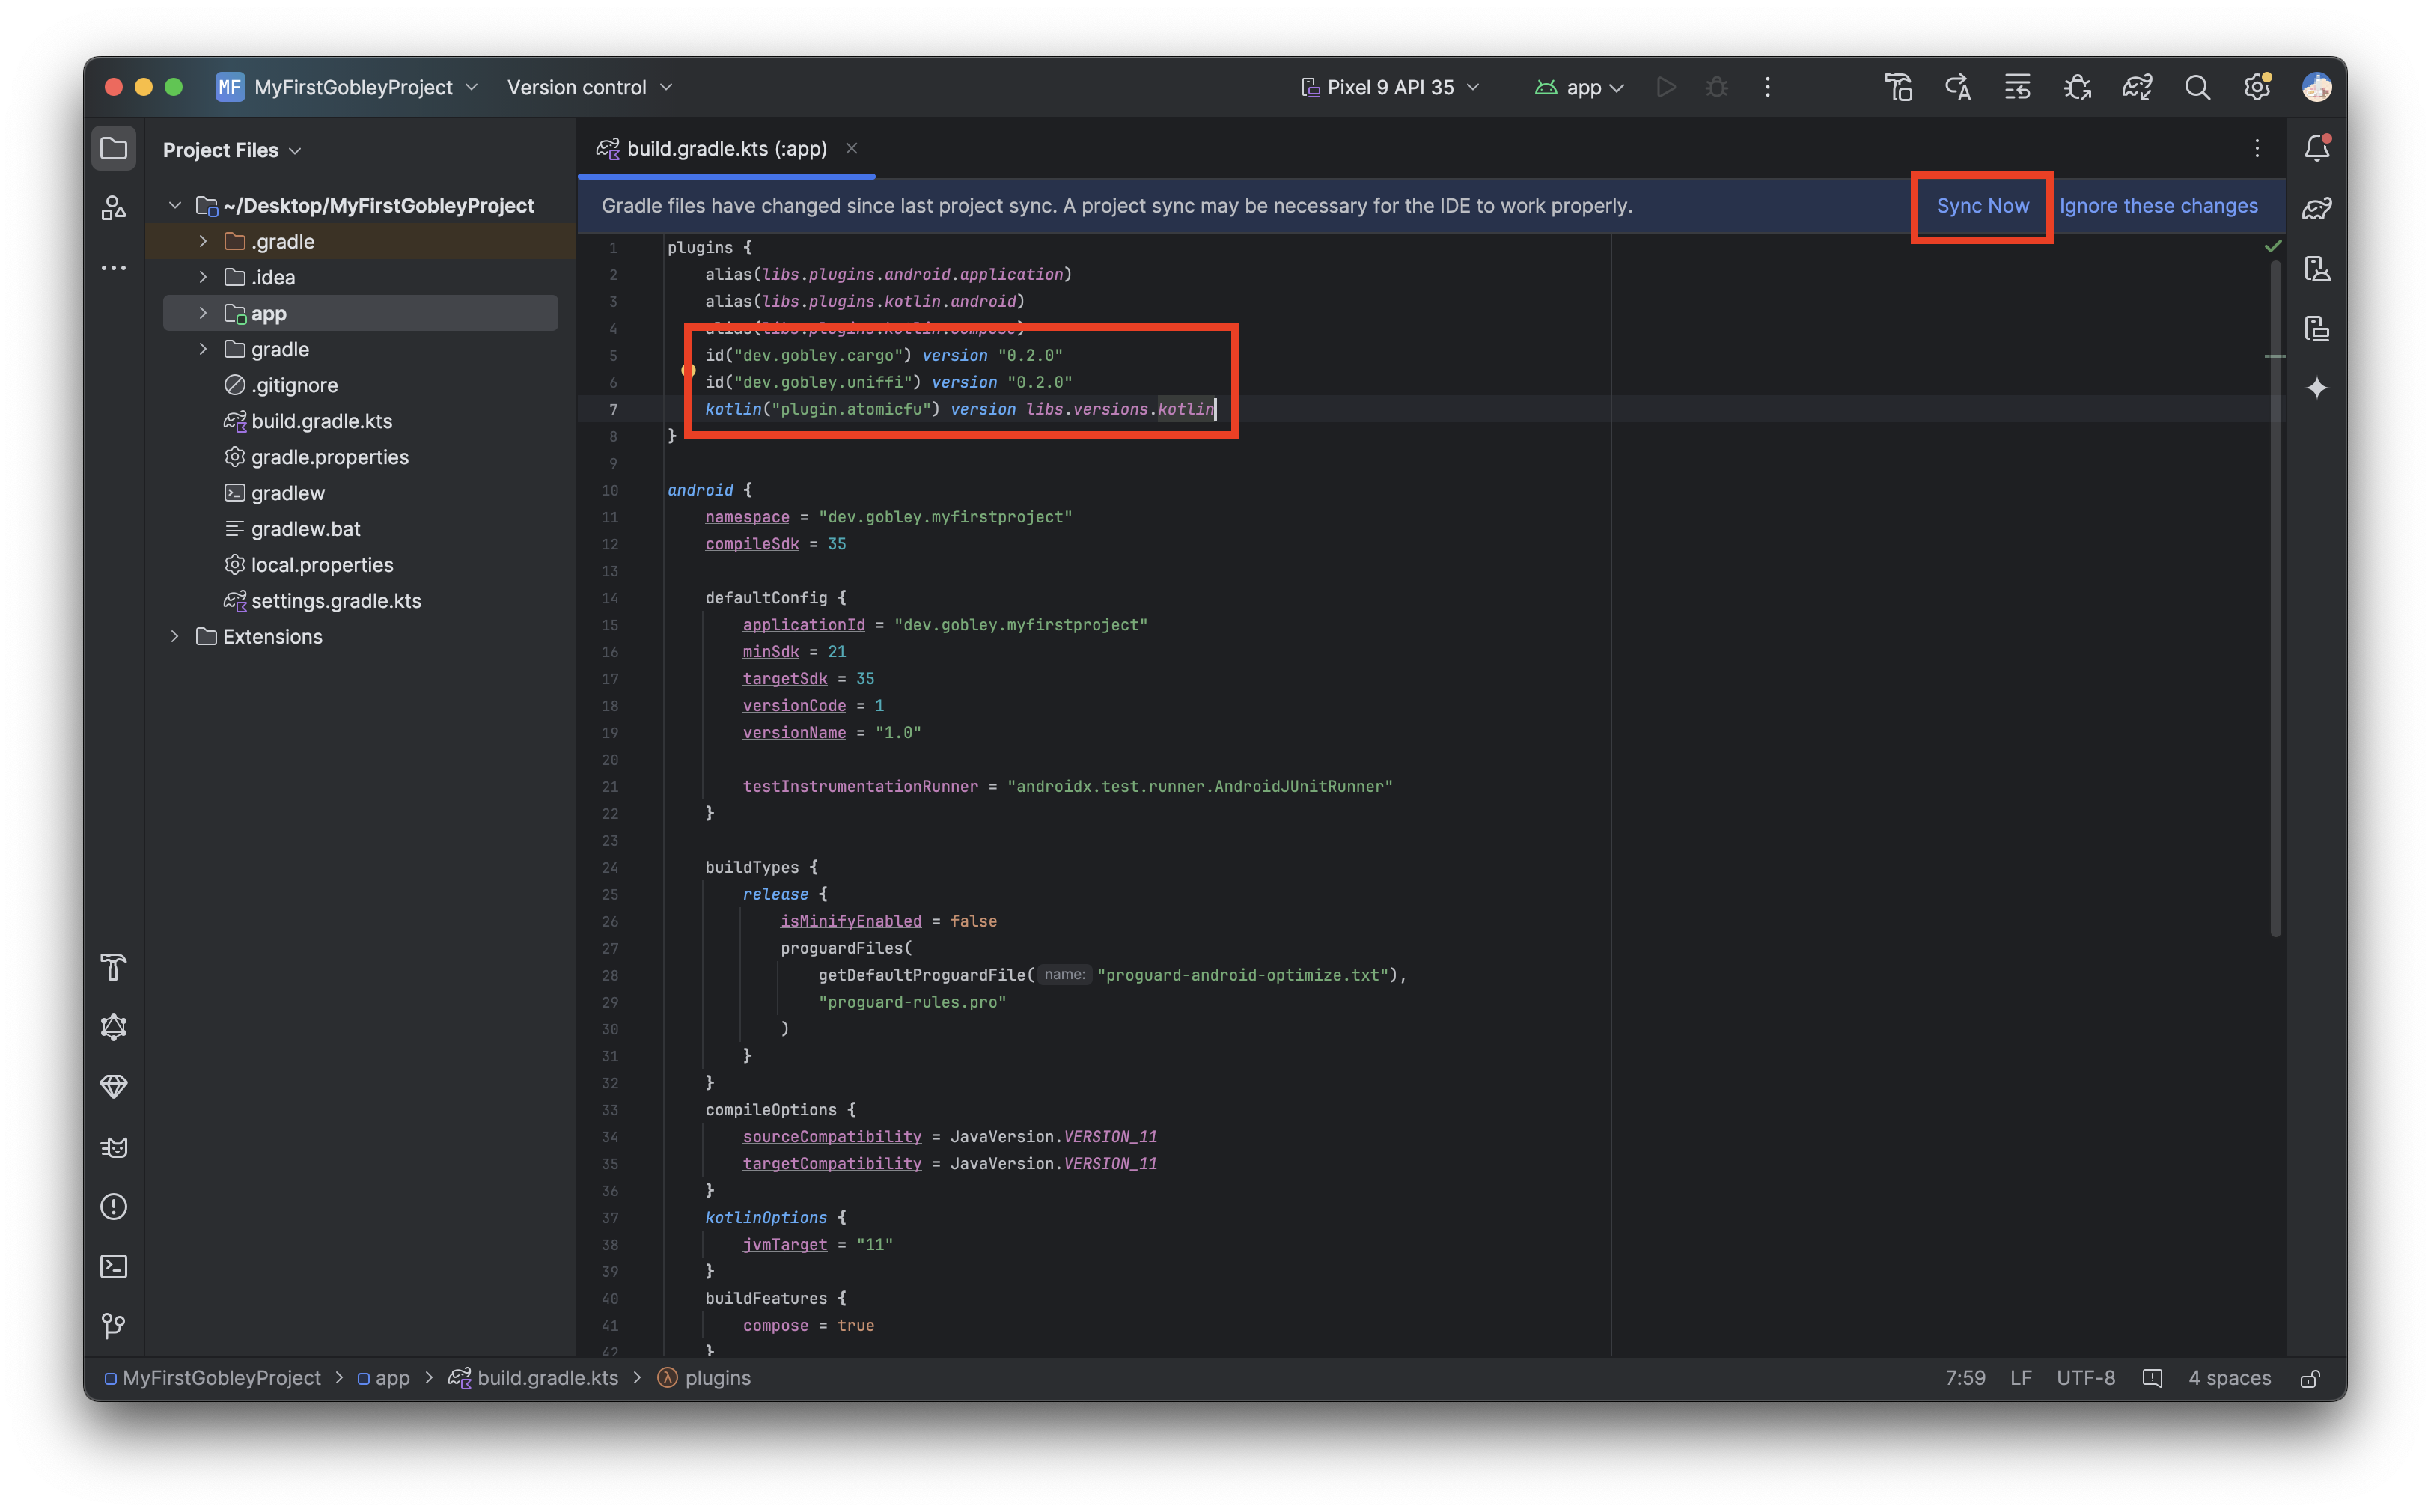 MF MyFirstGobleyProject Version control Pixel 9 API 35 app
Project Files
~/Desktop/MyFirstGobleyProject
.gradle
.idea
app
gradle
.gitignore
build.gradle.kts
gradle.properties
gradlew
gradlew.bat
local.properties
settings.gradle.kts
Extensions
build.gradle.kts (:app)
Gradle files have changed since last project sync. A project sync may be necessary for the IDE to work properly. Sync Now Ignore these changes
1 plugins {
2 alias(libs.plugins.android.application)
3 alias(libs.plugins.kotlin.android)
4 alias(libs.plugins.kotlin.compose)
5 id("dev.gobley.cargo") version "0.2.0"
6 id("dev.gobley.uniffi") version "0.2.0"
7 kotlin("plugin.atomicfu") version libs.versions.kotlin
8 }
9
10 android {
11 namespace = "dev.gobley.myfirstproject"
12 compileSdk = 35
13
14 defaultConfig {
15 applicationId = "dev.gobley.myfirstproject"
16 minSdk = 21
17 targetSdk = 35
18 versionCode = 1
19 versionName = "1.0"
20
21 testInstrumentationRunner = "androidx.test.runner.AndroidJUnitRunner"
22 }
23
24 buildTypes {
25 release {
26 isMinifyEnabled = false
27 proguardFiles(
28 getDefaultProguardFile( name: "proguard-android-optimize.txt"),
29 "proguard-rules.pro"
30 )
31 }
32 }
33 compileOptions {
34 sourceCompatibility = JavaVersion.VERSION_11
35 targetCompatibility = JavaVersion.VERSION_11
36 }
37 kotlinOptions {
38 jvmTarget = "11"
39 }
40 buildFeatures {
41 compose = true
42 }
MyFirstGobleyProject > app > build.gradle.kts > plugins 7:59 LF UTF-8 4 spaces